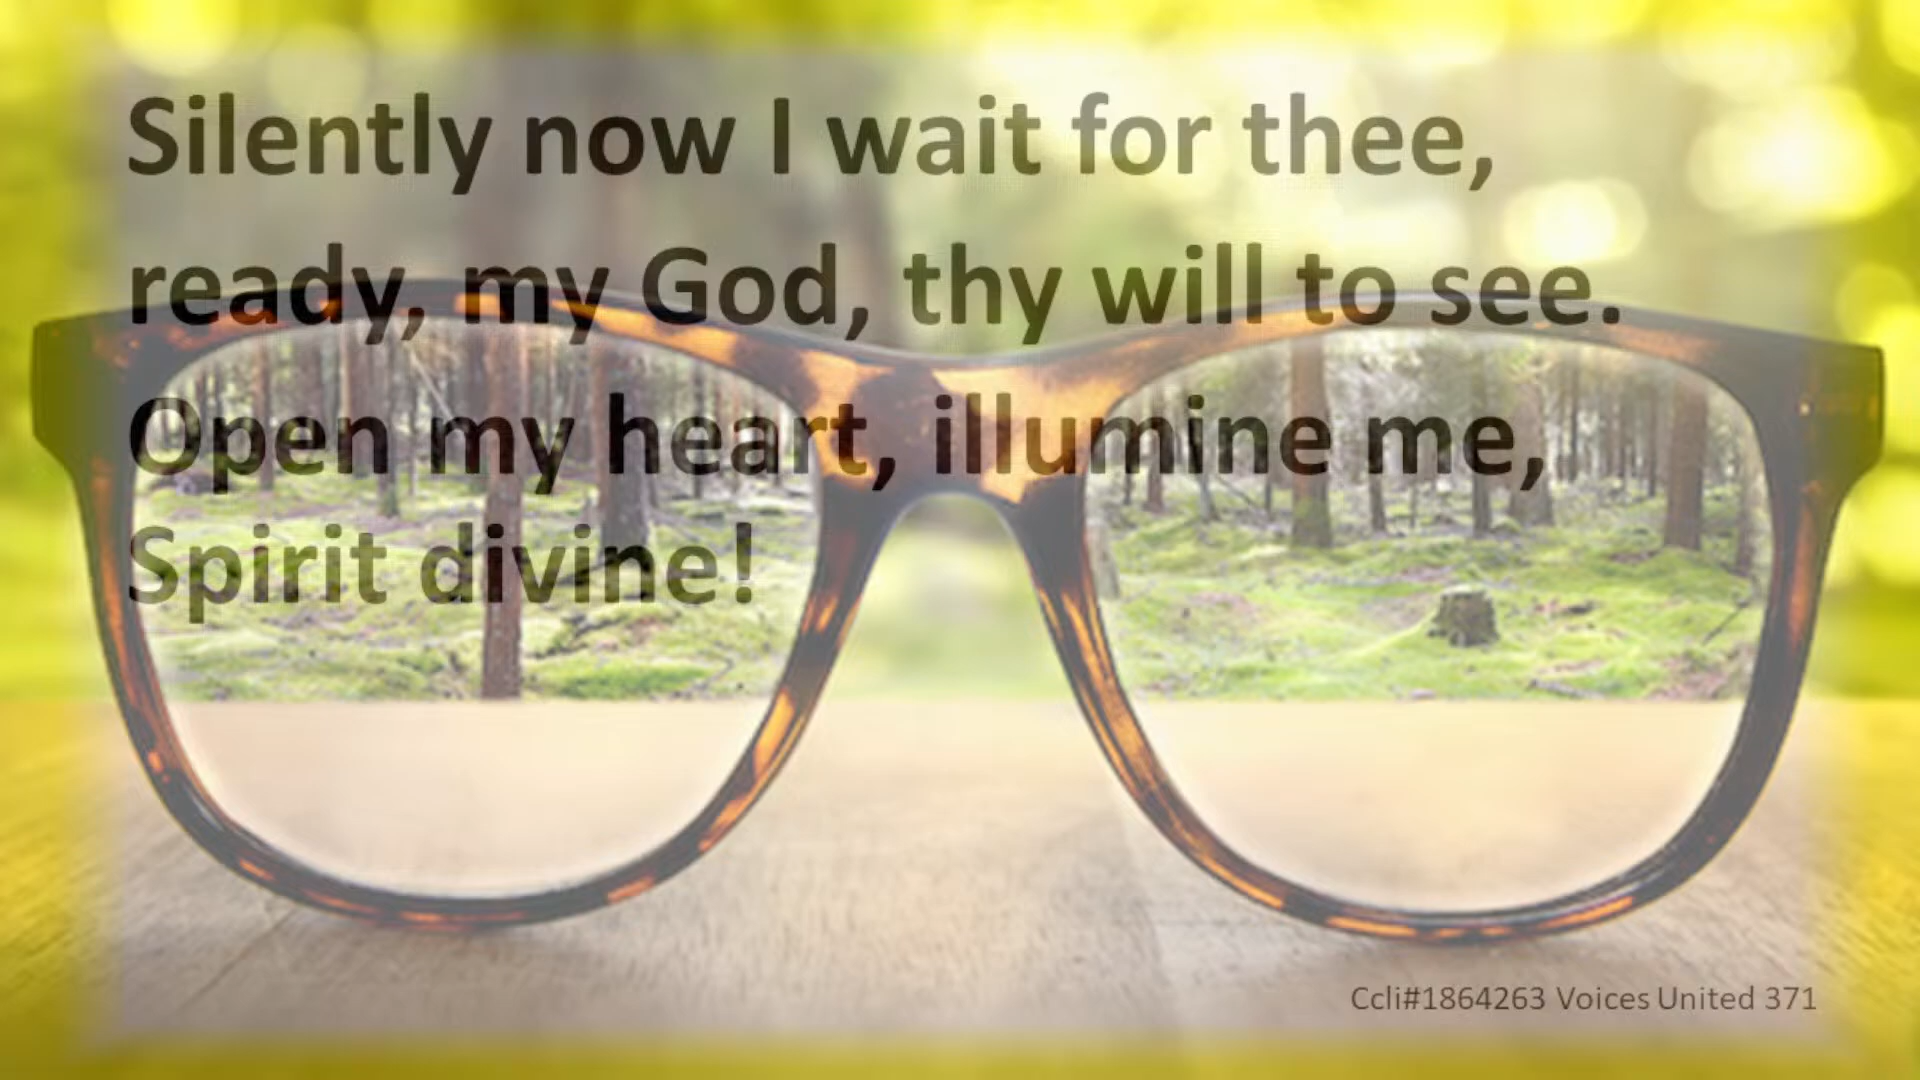 Silently now I wait for thee,
ready, my God, thy will to see.
Open my heart, illumine me,
Spirit divine!
Ccli#1864263 Voices United 371